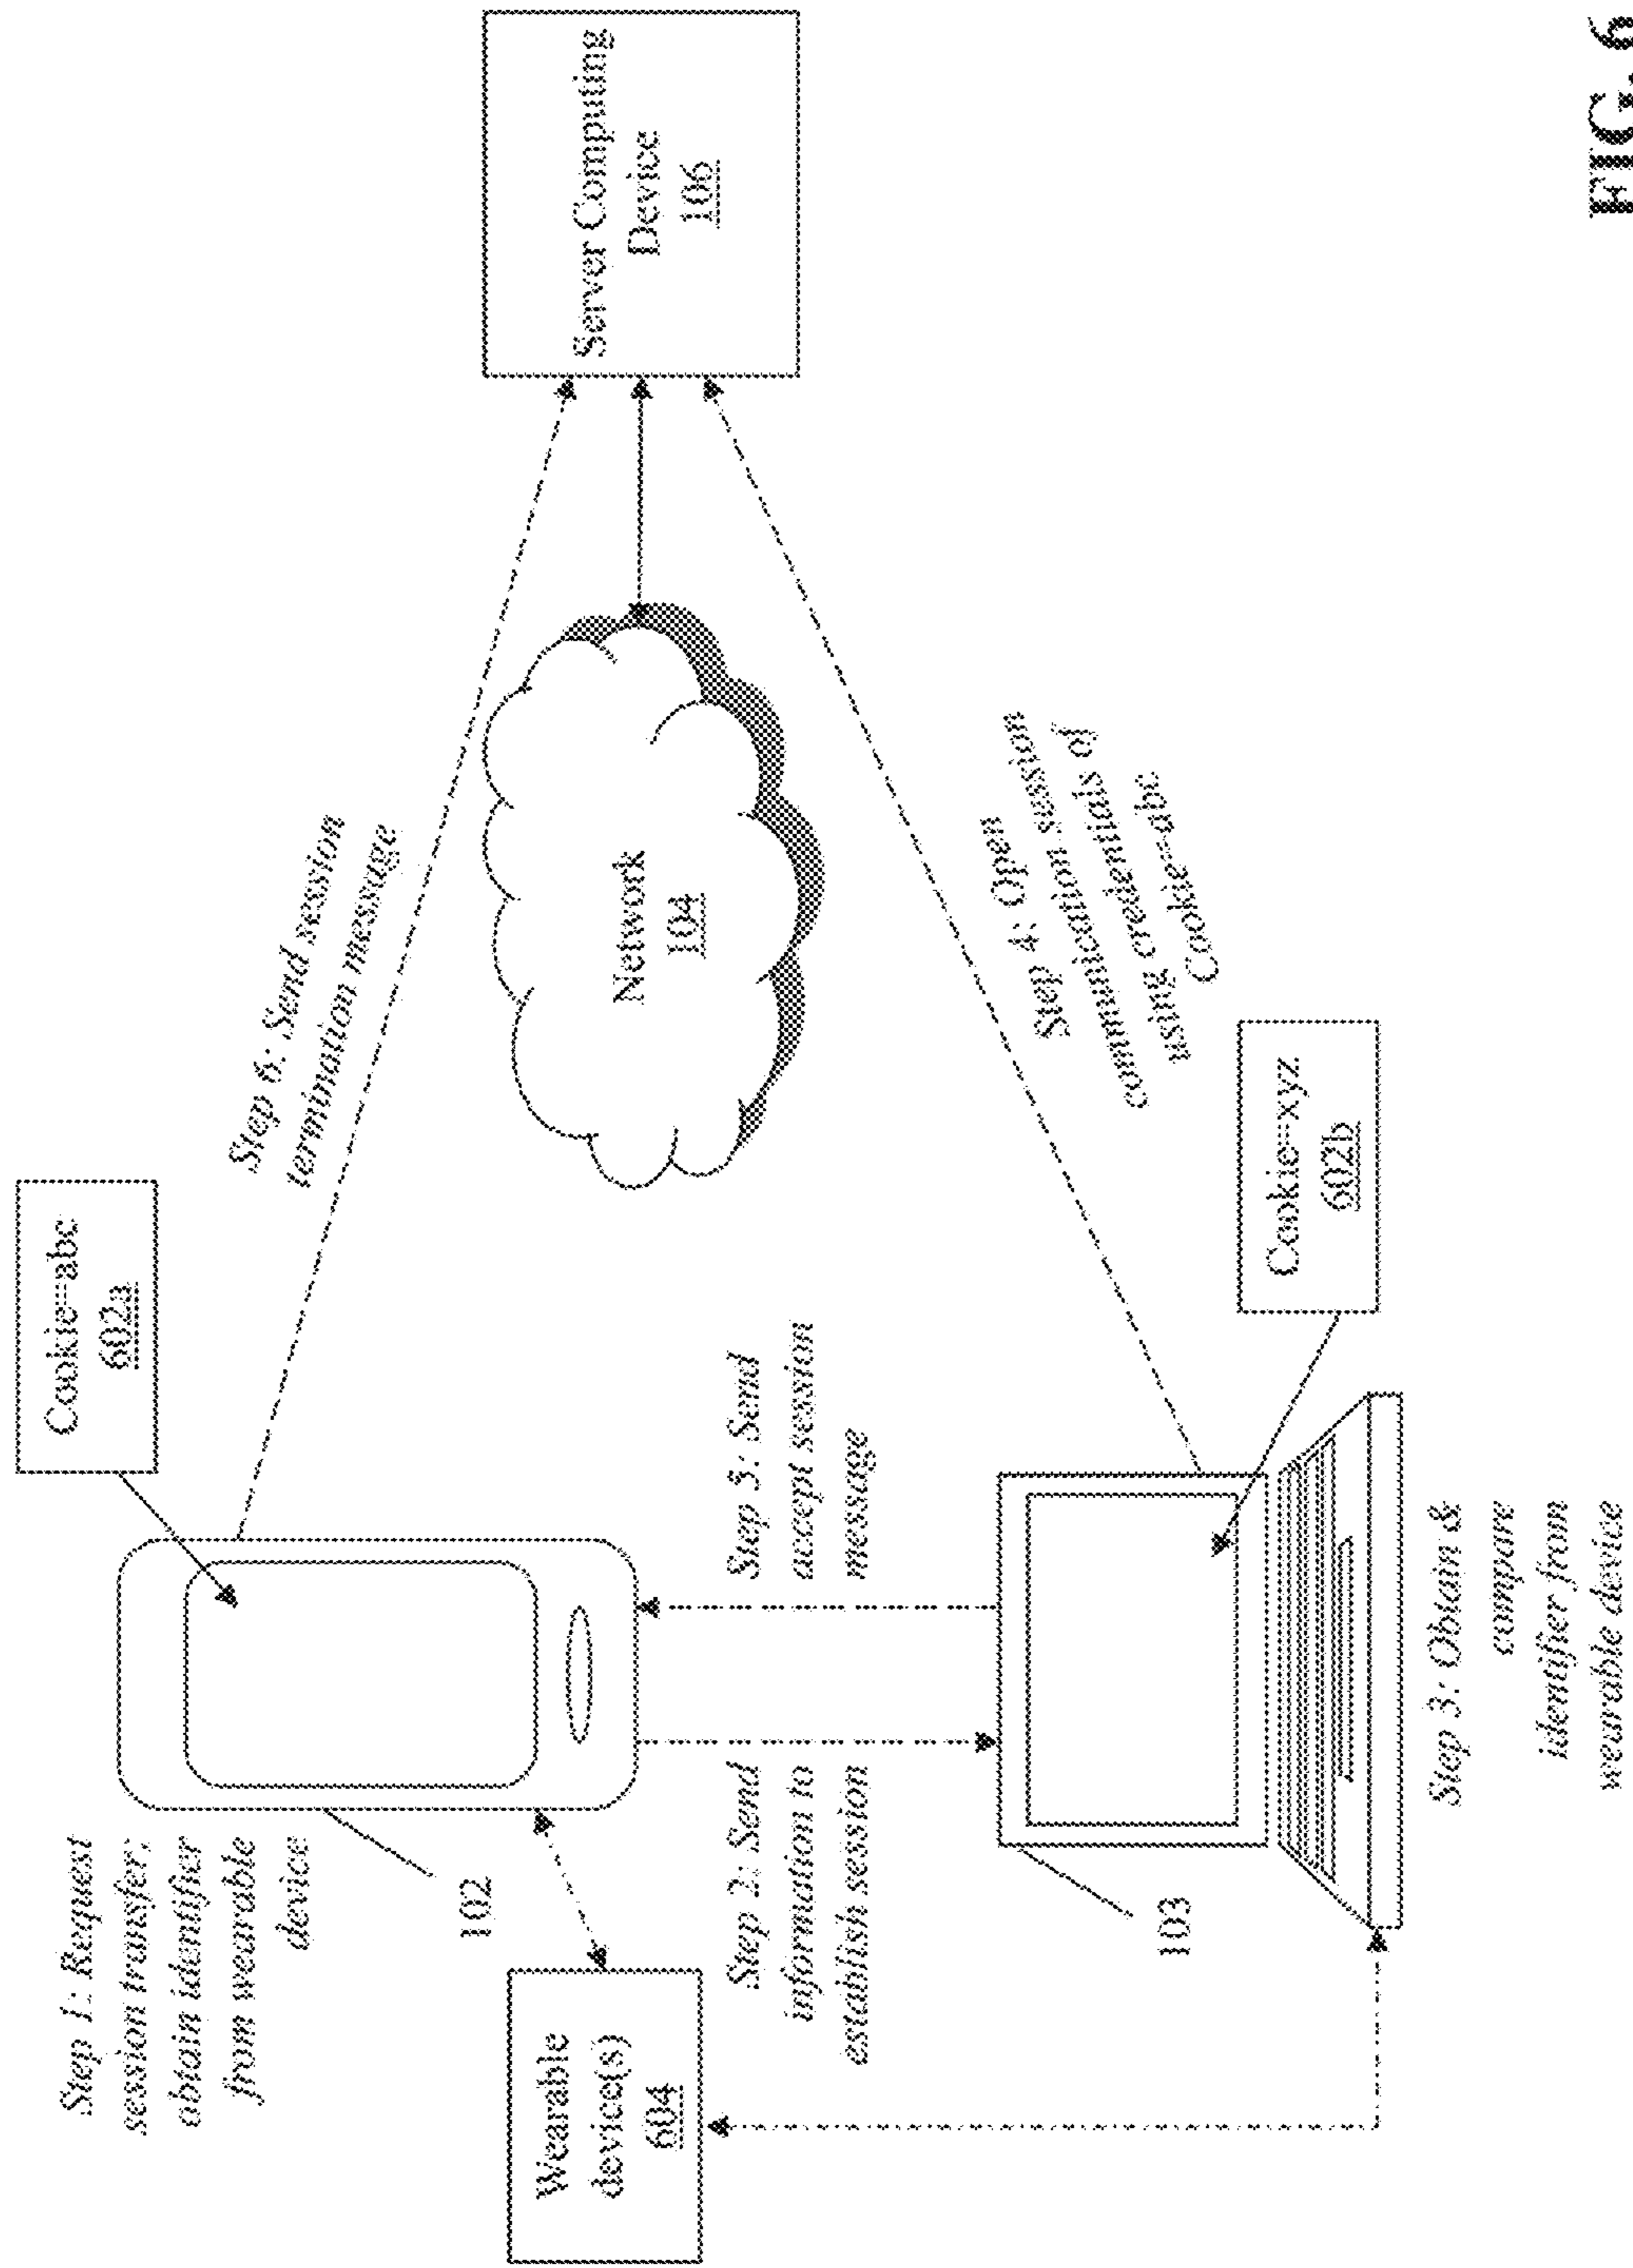 Step 1: Request
session transfer;
obtain identifier
from wearable
device
102
Cookie=abc
602a
Step 6: Send session
termination message
Wearable
device(s)
604
Step 2: Send
information to
establish session
Step 5: Send
accept session
message
Network
104
Server Computing
Device
106
103
Step 4: Open
communication session
using credentials of
Cookie=abc
Cookie=xyz
602b
Step 3: Obtain &
compare
identifier from
wearable device
FIG. 6